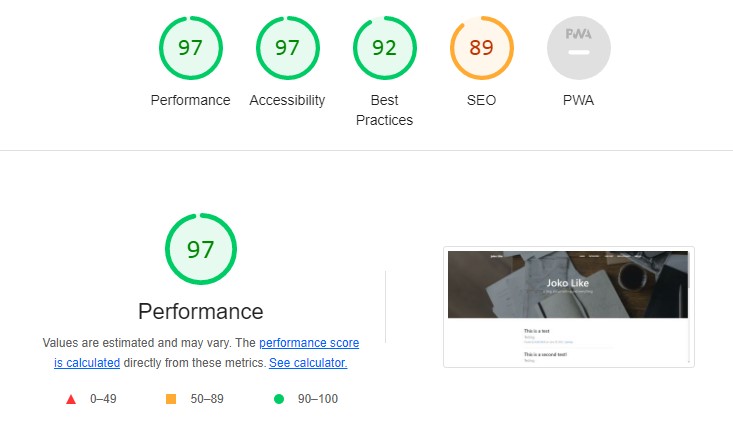 97
97
92
89
PWA
Performance
Accessibility
Best
Practices
SEO
PWA
97
Performance
Values are estimated and may vary. The performance score
is calculated directly from these metrics. See calculator.
0–49
50–89
90–100
Joko Like
This is a test
This is a second test!